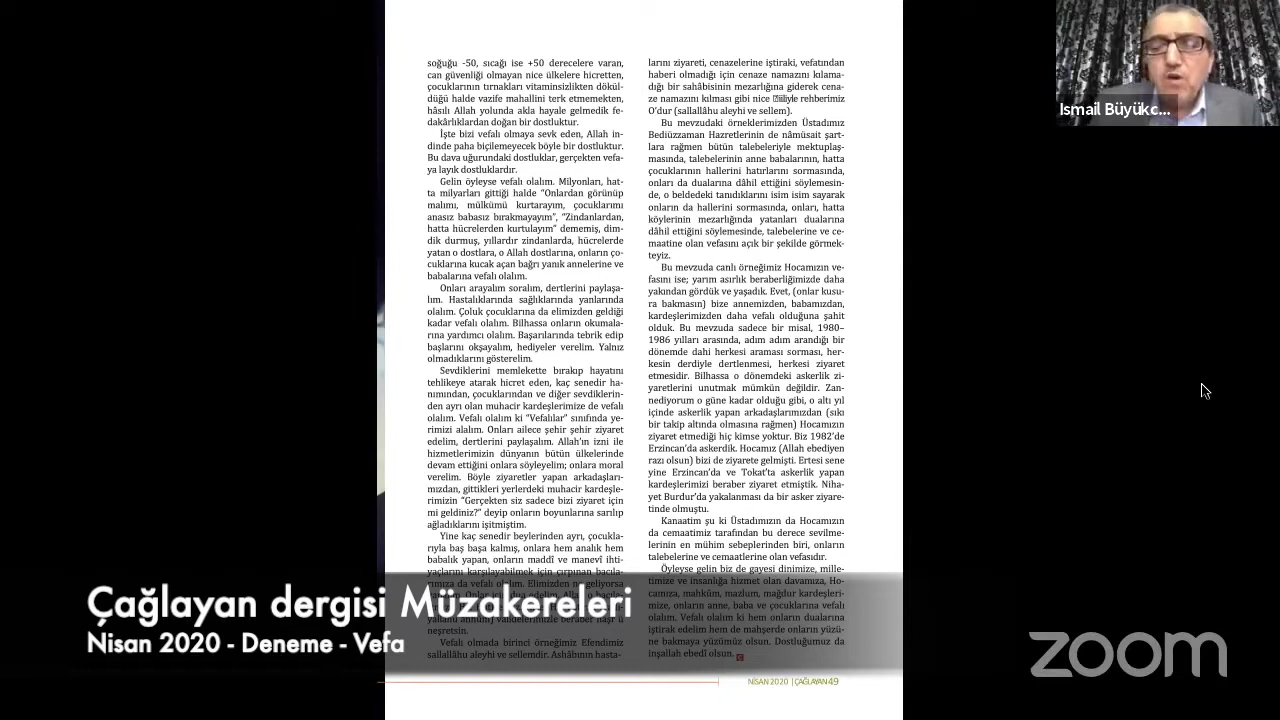 soğuğu -50, sıcağı ise +50 derecelere varan,
can güvenliği olmayan nice ülkelere hicretten,
çocuklarının tırnakları vitaminsizlikten dökül-
düğü halde vazife mahallini terk etmemekten,
hâsılı Allah yolunda akla hayale gelmedik fe-
dakârlıklardan doğan bir dostluktur.
İşte bizi vefalı olmaya sevk eden, Allah in-
dinde paha biçilemeyecek böyle bir dostluktur.
Bu dava uğurundaki dostluklar, gerçekten vefa-
ya layık dostluklardır.
Gelin öyleyse vefalı olalım. Milyonları, hat-
ta milyarları gittiği halde “Onlardan görünüp
malımı, mülkümü kurtarayım, çocuklarımı
anasız babasız bırakmayayım”, “Zindanlardan,
hatta hücrelerden kurtulayım” dememiş, dim-
dik durmuş, yıllardır zindanlarda, hücrelerde
yatan o dostlara, o Allah dostlarına, onların ço-
cuklarına kucak açan bağrı yanık annelerine ve
babalarına vefalı olalım.
Onları arayalım soralım, dertlerini paylaşa-
lım. Hastalıklarında sağlıklarında yanlarında
olalım. Çoluk çocuklarına da elimizden geldiği
kadar vefalı olalım. Bilhassa onların okumala-
rına yardımcı olalım. Başarılarında tebrik edip
başlarını okşayalım, hediyeler verelim. Yalnız
olmadıklarını gösterelim.
Sevdiklerini memlekette bırakıp hayatını
tehlikeye atarak hicret eden, kaç senedir ha-
nımından, çocuklarından ve diğer sevdiklerin-
den ayrı olan muhacir kardeşlerimize de vefalı
olalım. Vefalı olalım ki “Vefalılar” sınıfında ye-
rimizi alalım. Onları ailece şehir şehir ziyaret
edelim, dertlerini paylaşalım. Allah’ın izni ile
hizmetlerimizin dünyanın bütün ülkelerinde
devam ettiğini onlara söyleyelim; onlara moral
verelim. Böyle ziyaretler yapan arkadaşları-
mızdan, gittikleri yerlerdeki muhacir kardeşle-
rimizin “Gerçekten siz sadece bizi ziyaret için
mi geldiniz?” deyip onların boyunlarına sarılıp
ağladıklarını işitmiştim.
Yine kaç senedir beylerinden ayrı, çocukla-
rıyla baş başa kalmış, onlara hem analık hem
babalık yapan, onların maddî ve manevî ihti-
yaçlarını karşılayabilmek için çırpınan bacıla-
rımıza da vefalı olalım. Elimizden ne geliyorsa
validelerimizle beraber haşr ü
neşretsin.
Vefalı olmada birinci örneğimiz Efendimiz
sallallâhu aleyhi ve sellemdir. Ashâbının hasta-
larını ziyareti, cenazelerine iştiraki, vefatından
haberi olmadığı için cenaze namazını kılama-
dığı bir sahâbisinin mezarlığına giderek cena-
ze namazını kılması gibi nice rehberimiz
O’dur (sallallâhu aleyhi ve sellem).
Bu mevzudaki örneklerimizden Üstadımız
Bediüzzaman Hazretlerinin de nâmüsait şart-
lara rağmen bütün talebeleriyle mektuplaş-
masında, talebelerinin anne babalarının, hatta
çocuklarının hallerini hatırlarını sormasında,
onları da dualarına dâhil ettiğini söylemesin-
de, o beldedeki tanıdıklarını isim isim sayarak
onların da hallerini sormasında, onları, hatta
köylerinin mezarlığında yatanları dualarına
dâhil ettiğini söylemesinde, talebelerine ve ce-
maatine olan vefasını açık bir şekilde görmek-
teyiz.
Bu mevzuda canlı örneğimiz Hocamızın ve-
fasını ise; yarım asırlık beraberliğimizde daha
yakından gördük ve yaşadık. Evet, (onlar kusu-
ra bakmasın) bize annemizden, babamızdan,
kardeşlerimizden daha vefalı olduğuna şahit
olduk. Bu mevzuda sadece bir misal, 1980–
1986 yılları arasında, adım adım arandığı bir
dönemde dahi herkesi araması sorması, her-
kesin derdiyle dertlenmesi, herkesi ziyaret
etmesidir. Bilhassa o dönemdeki askerlik zi-
yaretlerini unutmak mümkün değildir. Zan-
nediyorum o güne kadar olduğu gibi, o altı yıl
içinde askerlik yapan arkadaşlarımızdan (sıkı
bir takip altında olmasına rağmen) Hocamızın
ziyaret etmediği hiç kimse yoktur. Biz 1982’de
Erzincan’da askerdik. Hocamız (Allah ebediyen
razı olsun) bizi de ziyarete gelmişti. Ertesi sene
yine Erzincan’da ve Tokat’ta askerlik yapan
kardeşlerimizi beraber ziyaret etmiştik. Niha-
yet Burdur’da yakalanması da bir asker ziyare-
tinde olmuştu.
Kanaatim şu ki Üstadımızın da Hocamızın
da cemaatimiz tarafından bu derece sevilme-
lerinin en mühim sebeplerinden biri, onların
talebelerine ve cemaatlerine olan vefasıdır.
Öyleyse gelin biz de gayesi dinimize, mille-
timize ve insanlığa hizmet olan davamıza, Ho-
camıza, mahkûm, mazlum, mağdur kardeşleri-
mize, onların anne, baba ve çocuklarına vefalı
olalım. Vefalı olalım ki hem onların dualarına
iştirak edelim hem de mahşerde onların yüzü-
ne bakmaya yüzümüz olsun. Dostluğumuz da
inşallah ebedî olsun.
NİSAN 2020 | ÇAĞLAYAN 49
Ismail Büyükc...
Çağlayan dergisi Müzakereleri
Nisan 2020 - Deneme - Vefa
zoom